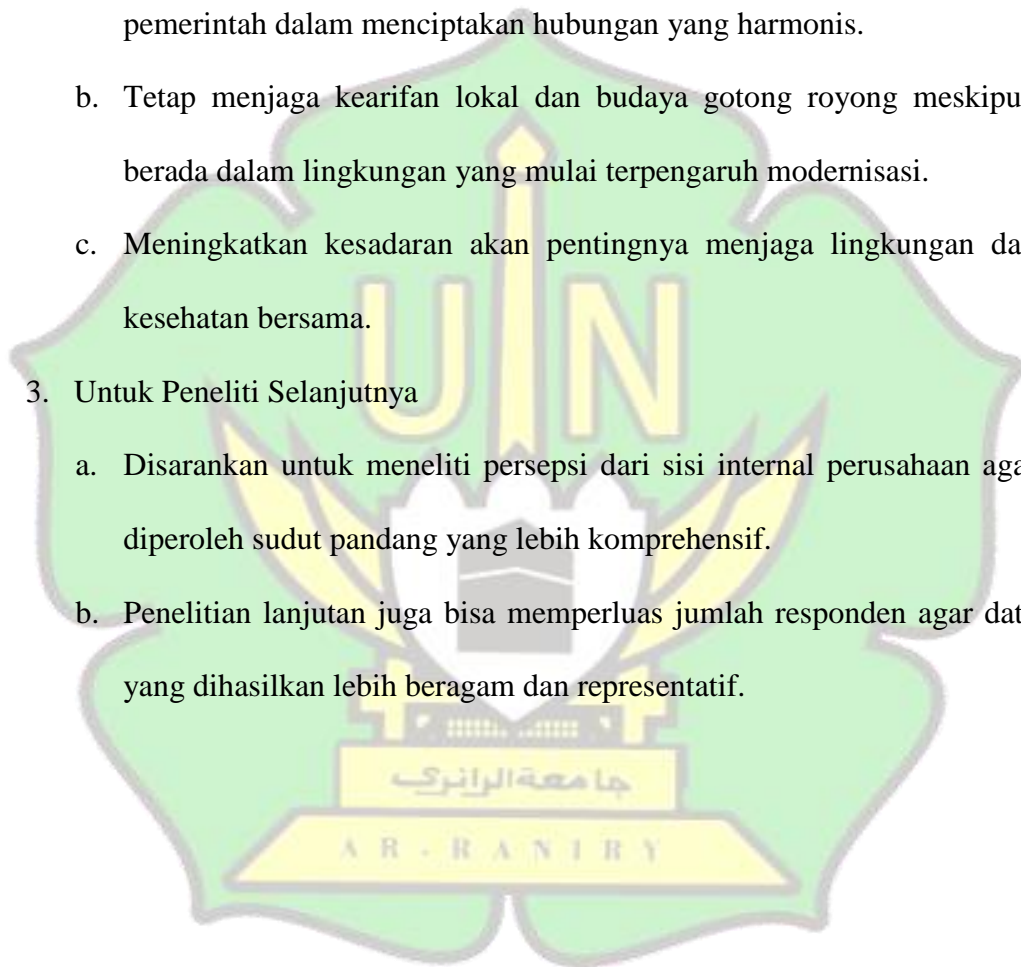 pemerintah dalam menciptakan hubungan yang harmonis.
b. Tetap menjaga kearifan lokal dan budaya gotong royong meskipu
berada dalam lingkungan yang mulai terpengaruh modernisasi.
c. Meningkatkan kesadaran akan pentingnya menjaga lingkungan da
kesehatan bersama.
3. Untuk Peneliti Selanjutnya
a. Disarankan untuk meneliti persepsi dari sisi internal perusahaan aga
diperoleh sudut pandang yang lebih komprehensif.
b. Penelitian lanjutan juga bisa memperluas jumlah responden agar dat
yang dihasilkan lebih beragam dan representatif.
UIN
جامعة الرانرك
AR-RANIRY